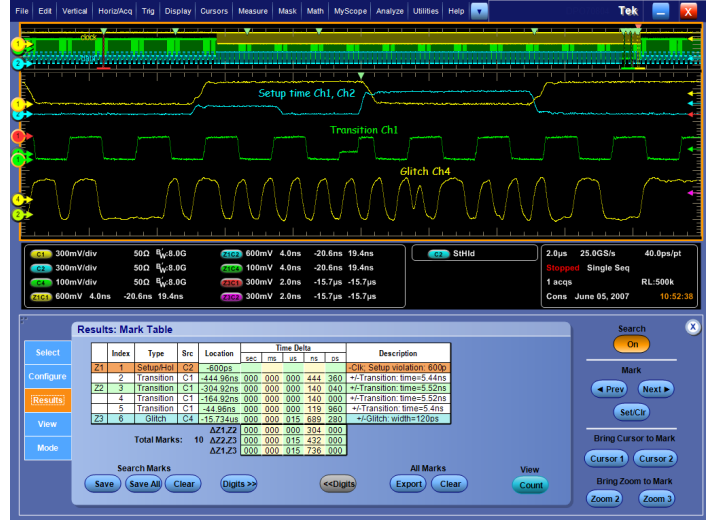 File Edit Vertical Horiz/Acq Trig Display Cursors Measure Mask Math MyScope Analyze Utilities Help Tek X
clock
Setup time Ch1, Ch2
Transition Ch1
Glitch Ch4
C1 300mV/div 50Ω BW:8.0G Z1C2 600mV 4.0ns -20.6ns 19.4ns C2 StHld 2.0µs 25.0GS/s 40.0ps/pt
C2 300mV/div 50Ω BW:8.0G Z1C4 100mV 4.0ns -20.6ns 19.4ns Stopped Single Seq
C4 100mV/div 50Ω BW:8.0G Z3C1 300mV 2.0ns -15.7µs -15.7µs 1 acqs RL:500k
Z1C1 600mV 4.0ns -20.6ns 19.4ns 300mV 2.0ns -15.7µs -15.7µs Cons June 05, 2007 10:52:38
Results: Mark Table
Select
Configure
Results
View
Mode
Index Type Src Location Time Delta Description
sec ms us ns ps
Z1 1 Setup/Hol C2 -600ps -Clk; Setup violation: 600p
2 Transition C1 -444.96ns 000 000 000 444 360 +/-Transition: time=5.44ns
Z2 3 Transition C1 -304.92ns 000 000 000 140 040 +/-Transition: time=5.52ns
4 Transition C1 -164.92ns 000 000 000 140 000 +/-Transition: time=5.52ns
5 Transition C1 -44.96ns 000 000 000 119 960 +/-Transition: time=5.4ns
Z3 6 Glitch C4 -15.734us 000 000 015 689 280 +/-Glitch: width=120ps
ΔZ1,Z2 000 000 000 304 000
Total Marks: 10 ΔZ2,Z3 000 000 015 432 000
ΔZ1,Z3 000 000 015 736 000
Search Marks
Save Save All Clear Digits >> <<Digits
All Marks
Export Clear
View
Count
Search X
On
Mark
◄ Prev Next ►
Set/Clr
Bring Cursor to Mark
Cursor 1 Cursor 2
Bring Zoom to Mark
Zoom 2 Zoom 3